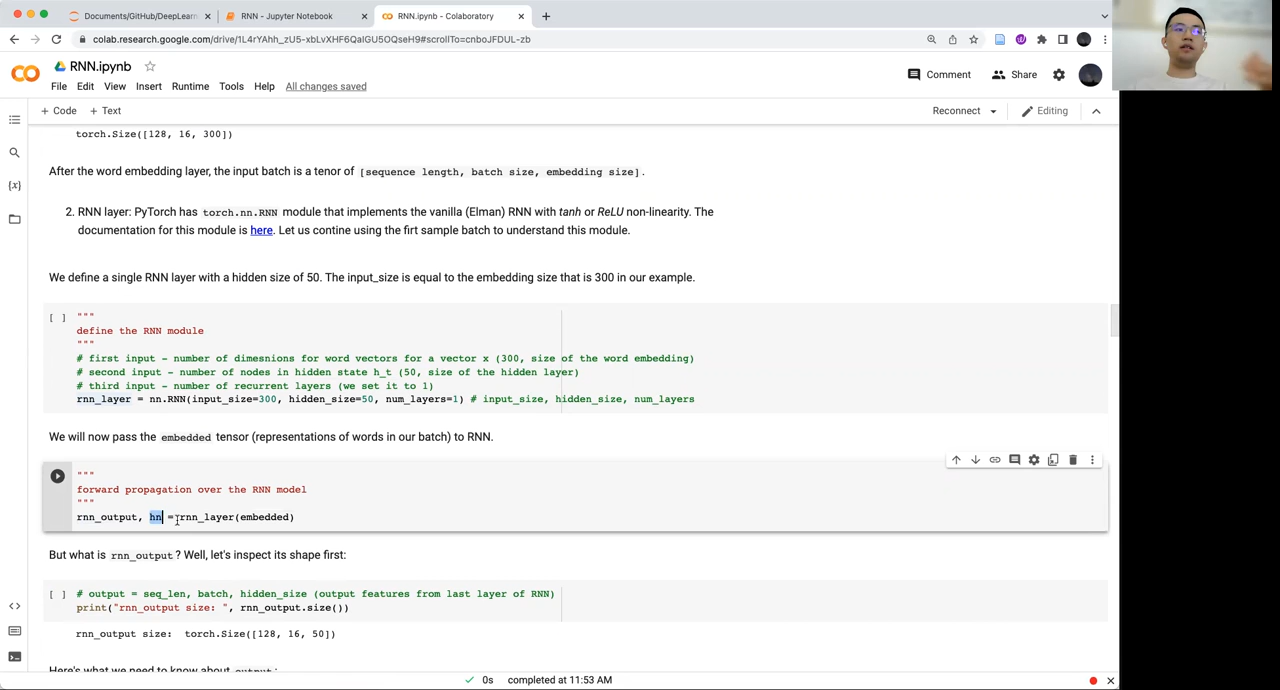 Documents/GitHub/DeepLearn
RNN - Jupyter Notebook
RNN.ipynb - Colaboratory
colab.research.google.com/drive/1L4rYAhh_zU5-xbLvXHF6QaIGU5OQseH9#scrollTo=cnboJFDUL-zb
RNN.ipynb
Comment
Share
File Edit View Insert Runtime Tools Help All changes saved
+ Code + Text
Reconnect
Editing
torch.Size([128, 16, 300])
After the word embedding layer, the input batch is a tenor of [sequence length, batch size, embedding size].
2. RNN layer: PyTorch has torch.nn.RNN module that implements the vanilla (Elman) RNN with tanh or ReLU non-linearity. The
documentation for this module is here. Let us contine using the firt sample batch to understand this module.
We define a single RNN layer with a hidden size of 50. The input_size is equal to the embedding size that is 300 in our example.
[ ] """
define the RNN module
"""
# first input - number of dimesnions for word vectors for a vector x (300, size of the word embedding)
# second input - number of nodes in hidden state h_t (50, size of the hidden layer)
# third input - number of recurrent layers (we set it to 1)
rnn_layer = nn.RNN(input_size=300, hidden_size=50, num_layers=1) # input_size, hidden_size, num_layers
We will now pass the embedded tensor (representations of words in our batch) to RNN.
"""
forward propagation over the RNN model
"""
rnn_output, hn = rnn_layer(embedded)
But what is rnn_output? Well, let's inspect its shape first:
[ ] # output = seq_len, batch, hidden_size (output features from last layer of RNN)
print("rnn_output size: ", rnn_output.size())
rnn_output size:  torch.Size([128, 16, 50])
Here's what we need to know about output:
0s completed at 11:53 AM